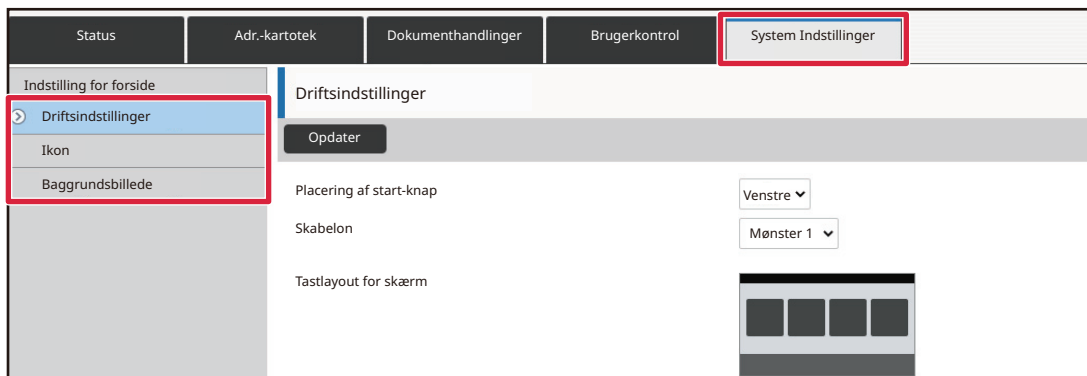 Status
Adr.-kartotek
Dokumenthandlinger
Brugerkontrol
System Indstillinger
Indstilling for forside
Driftsindstillinger
Ikon
Baggrundsbillede
Driftsindstillinger
Opdater
Placering af start-knap
Venstre
Skabelon
Mønster 1
Tastlayout for skærm